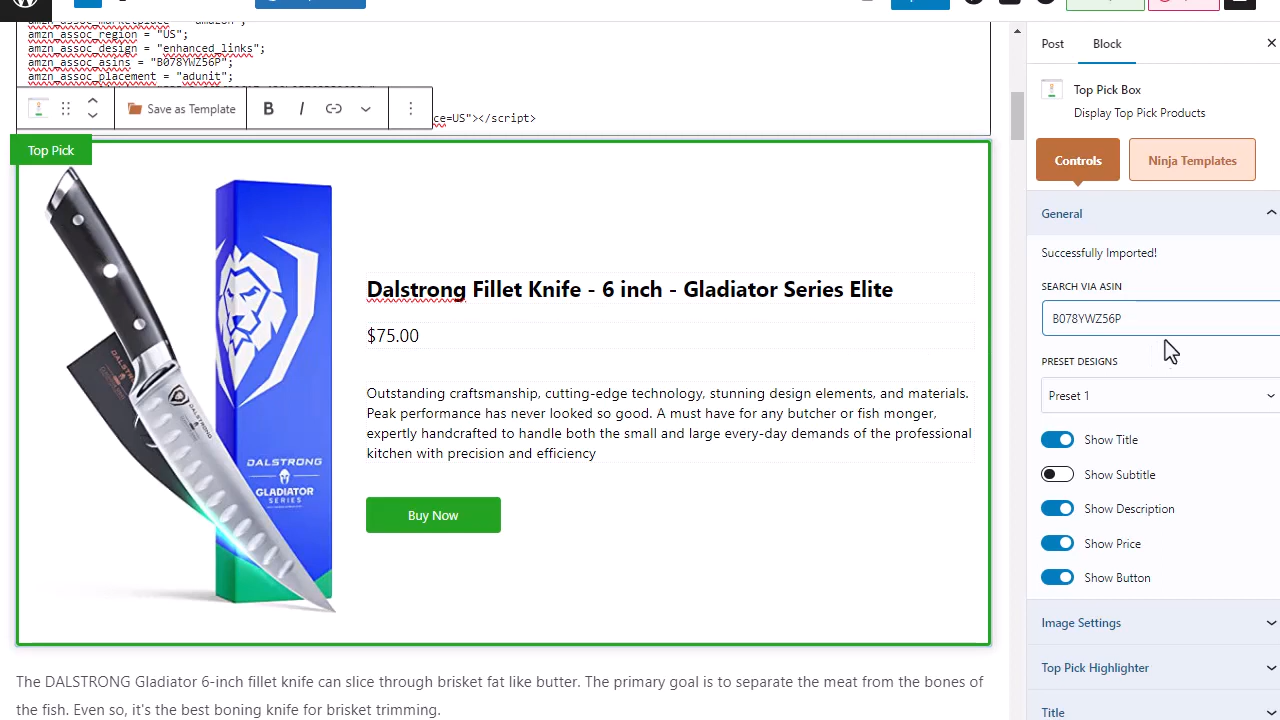 amzn_assoc_marketplace = "amazon";
amzn_assoc_region = "US";
amzn_assoc_design = "enhanced_links";
amzn_assoc_asins = "B078YWZ56P";
amzn_assoc_placement = "adunit";
Save as Template
B
I
ce=US"></script>
Top Pick
DALSTRONG
DALSTRONG
GLADIATOR
SERIES
Dalstrong Fillet Knife - 6 inch - Gladiator Series Elite
$75.00
Outstanding craftsmanship, cutting-edge technology, stunning design elements, and materials.
Peak performance has never looked so good. A must have for any butcher or fish monger,
expertly handcrafted to handle both the small and large every-day demands of the professional
kitchen with precision and efficiency
Buy Now
The DALSTRONG Gladiator 6-inch fillet knife can slice through brisket fat like butter. The primary goal is to separate the meat from the bones of
the fish. Even so, it's the best boning knife for brisket trimming.
Post
Block
Top Pick Box
Display Top Pick Products
Controls
Ninja Templates
General
Successfully Imported!
SEARCH VIA ASIN
B078YWZ56P
PRESET DESIGNS
Preset 1
Show Title
Show Subtitle
Show Description
Show Price
Show Button
Image Settings
Top Pick Highlighter
Title